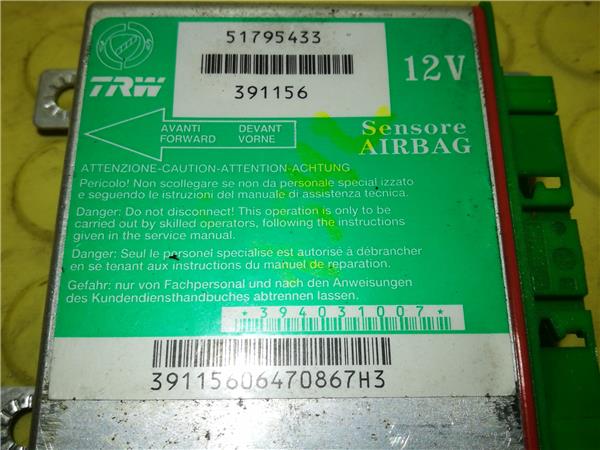 51795433
391156
12V
TRW
AVANTI DEVANT
FORWARD VORNE
Sensore
AIRBAG
ATTENZIONE-CAUTION-ATTENTION-ACHTUNG
Pericolo! Non scollegare se non da personale special izzato
e seguendo le istruzioni del manuale di assistenza tecnica.
Danger: Do not disconnect! This operation is only to be
carried out by skilled operators, following the instructions
given in the service manual.
Danger: Seul le personel specialisé est autorisé à débrancher
en se tenant aux instructions du manuel de reparation.
Gefahr: nur von Fachpersonal und nach den Anweisungen
des Kundendiensthandbuches abtrennen lassen.
*394031007*
39115606470867H3